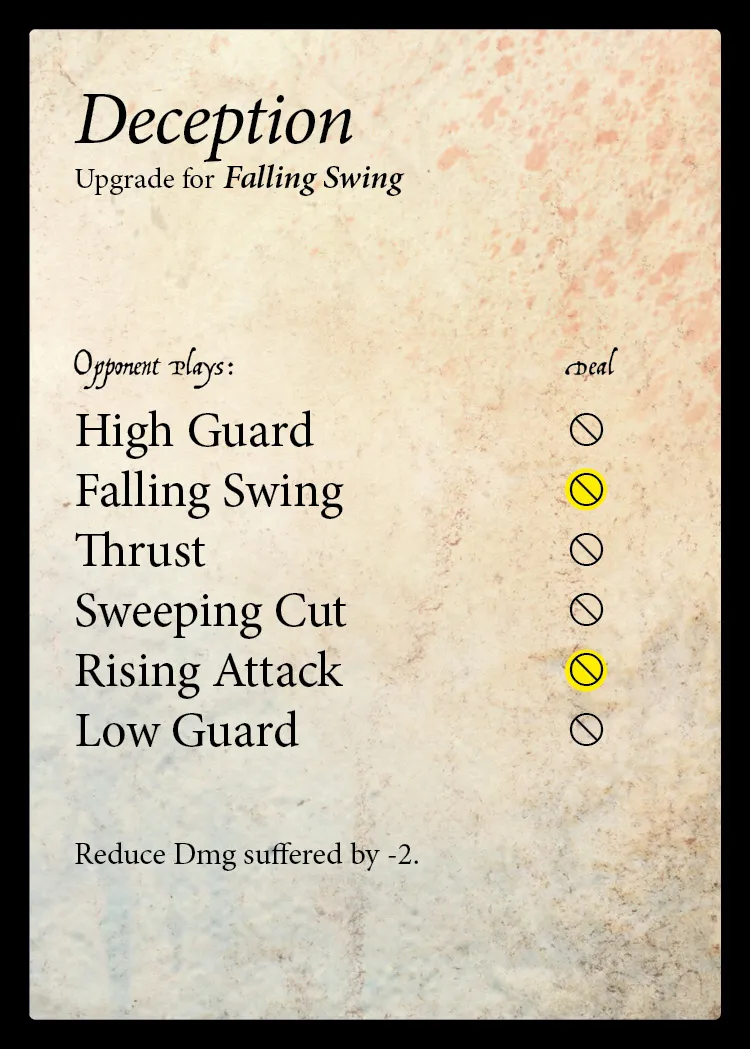 Deception
Upgrade for Falling Swing
Opponent plays: Deal
High Guard
Falling Swing
Thrust
Sweeping Cut
Rising Attack
Low Guard
Reduce Dmg suffered by -2.